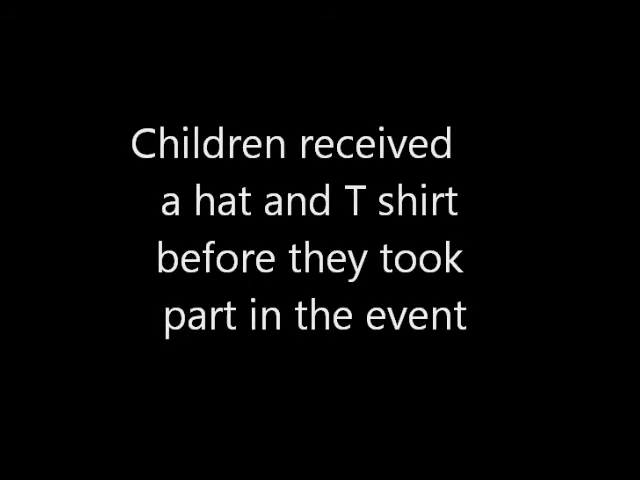 Children received
a hat and T shirt
before they took
part in the event